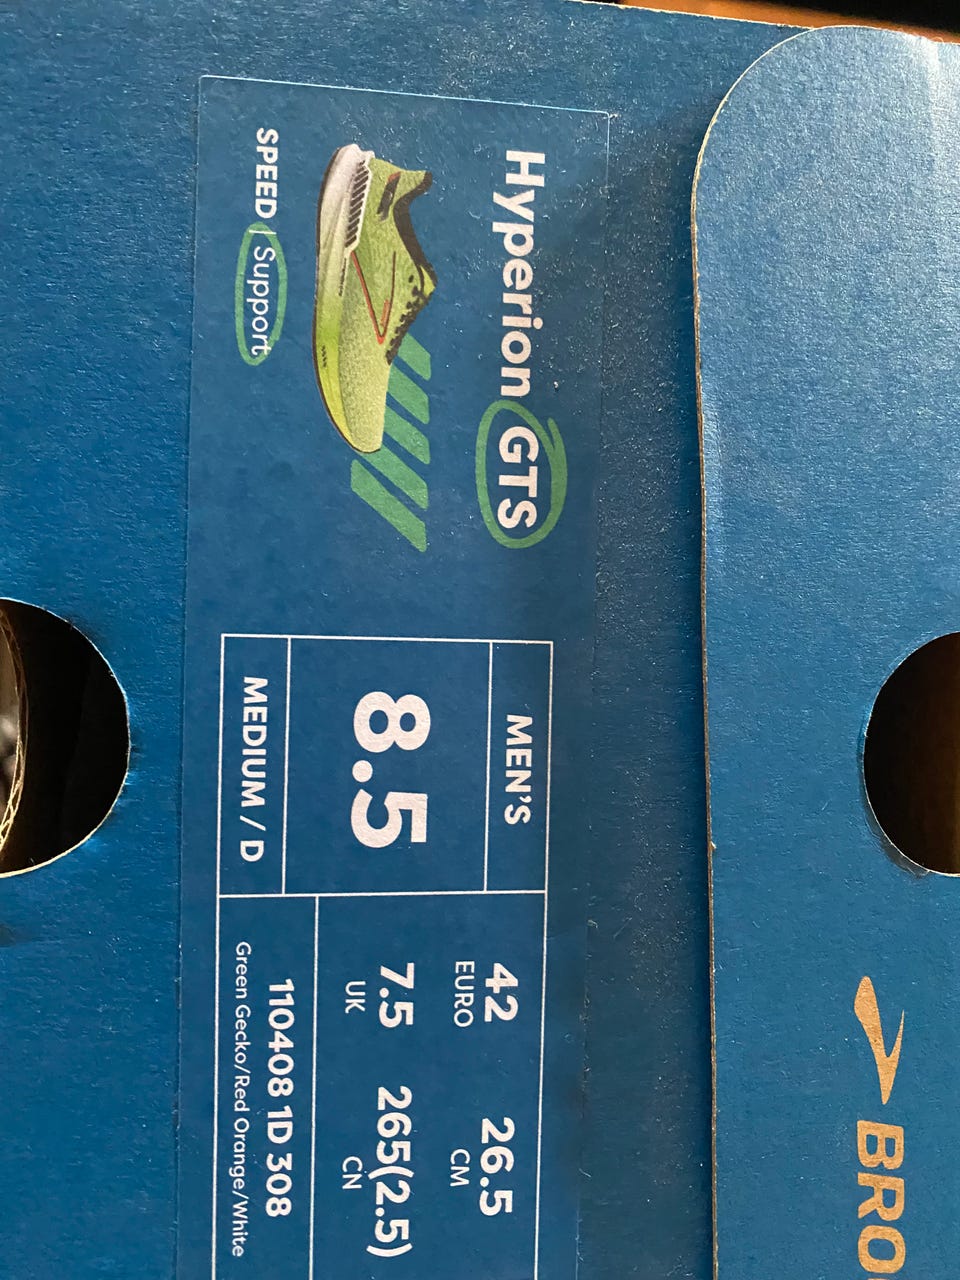 BRO
Hyperion GTS
SPEED | Support
MEN'S
8.5
MEDIUM / D
42
EURO
26.5
CM
7.5
UK
265(2.5)
CN
110408 1D 308
Green Gecko/Red Orange/White